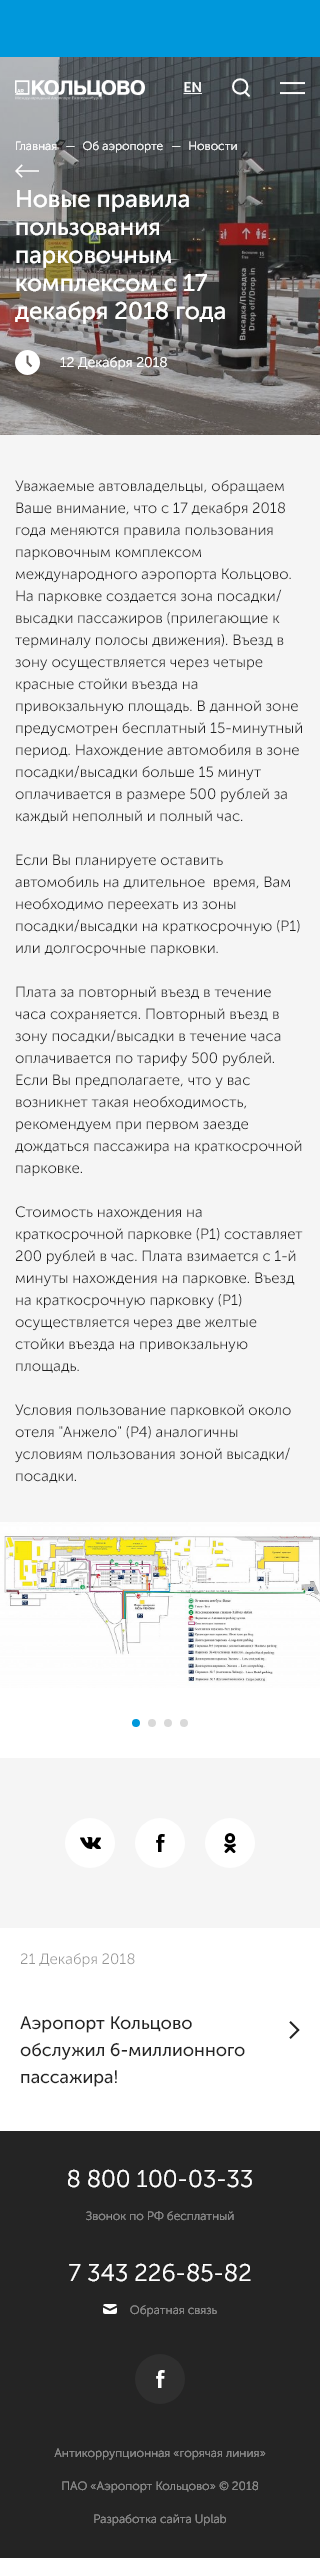 КОЛЬЦОВО
EN
Главная — Об аэропорте — Новости
Новые правила
пользования
парковочным
комплексом с 17
декабря 2018 года
12 Декабря 2018
КРАСНАЯ ПАРКОВКА
Drop off/Drop in
Уважаемые автовладельцы, обращаем
Ваше внимание, что с 17 декабря 2018
года меняются правила пользования
парковочным комплексом
международного аэропорта Кольцово.
На парковке создается зона посадки/
высадки пассажиров (прилегающие к
терминалу полосы движения). Въезд в
зону осуществляется через четыре
красные стойки въезда на
привокзальную площадь. В данной зоне
предусмотрен бесплатный 15-минутный
период. Нахождение автомобиля в зоне
посадки/высадки больше 15 минут
оплачивается в размере 500 рублей за
каждый неполный и полный час.
Если Вы планируете оставить
автомобиль на длительное  время, Вам
необходимо переехать из зоны
посадки/высадки на краткосрочную (P1)
или долгосрочные парковки.
Плата за повторный въезд в течение
часа сохраняется. Повторный въезд в
зону посадки/высадки в течение часа
оплачивается по тарифу 500 рублей.
Если Вы предполагаете, что у вас
возникнет такая необходимость,
рекомендуем при первом заезде
дождаться пассажира на краткосрочной
парковке.
Стоимость нахождения на
краткосрочной парковке (P1) составляет
200 рублей в час. Плата взимается с 1-й
минуты нахождения на парковке. Въезд
на краткосрочную парковку (P1)
осуществляется через две желтые
стойки въезда на привокзальную
площадь.
Условия пользование парковкой около
отеля "Анжело" (P4) аналогичны
условиям пользования зоной высадки/
посадки.
21 Декабря 2018
Аэропорт Кольцово
обслужил 6-миллионного
пассажира!
8 800 100-03-33
Звонок по РФ бесплатный
7 343 226-85-82
Обратная связь
Антикоррупционная «горячая линия»
ПАО «Аэропорт Кольцово» © 2018
Разработка сайта Uplab